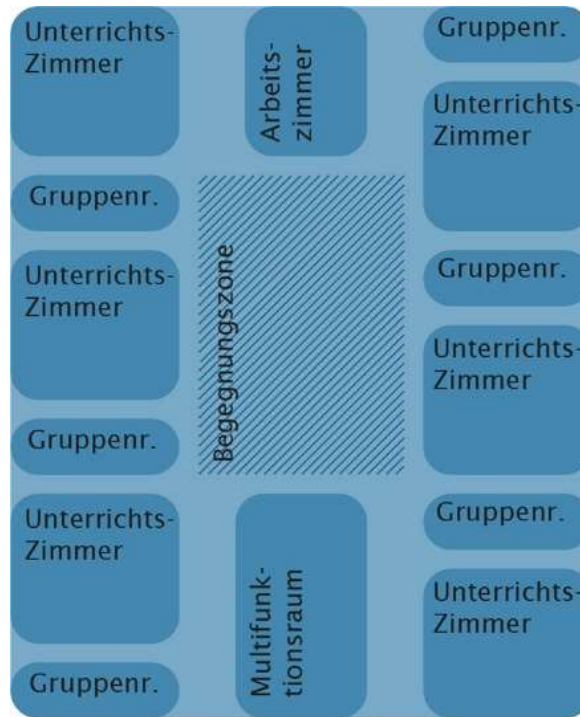 Unterrichts-
Zimmer
Gruppenr.
Unterrichts-
Zimmer
Gruppenr.
Unterrichts-
Zimmer
Gruppenr.
Arbeits-
zimmer
Begegnungszone
Multifunk-
tionsraum
Gruppenr.
Unterrichts-
Zimmer
Gruppenr.
Unterrichts-
Zimmer
Gruppenr.
Unterrichts-
Zimmer